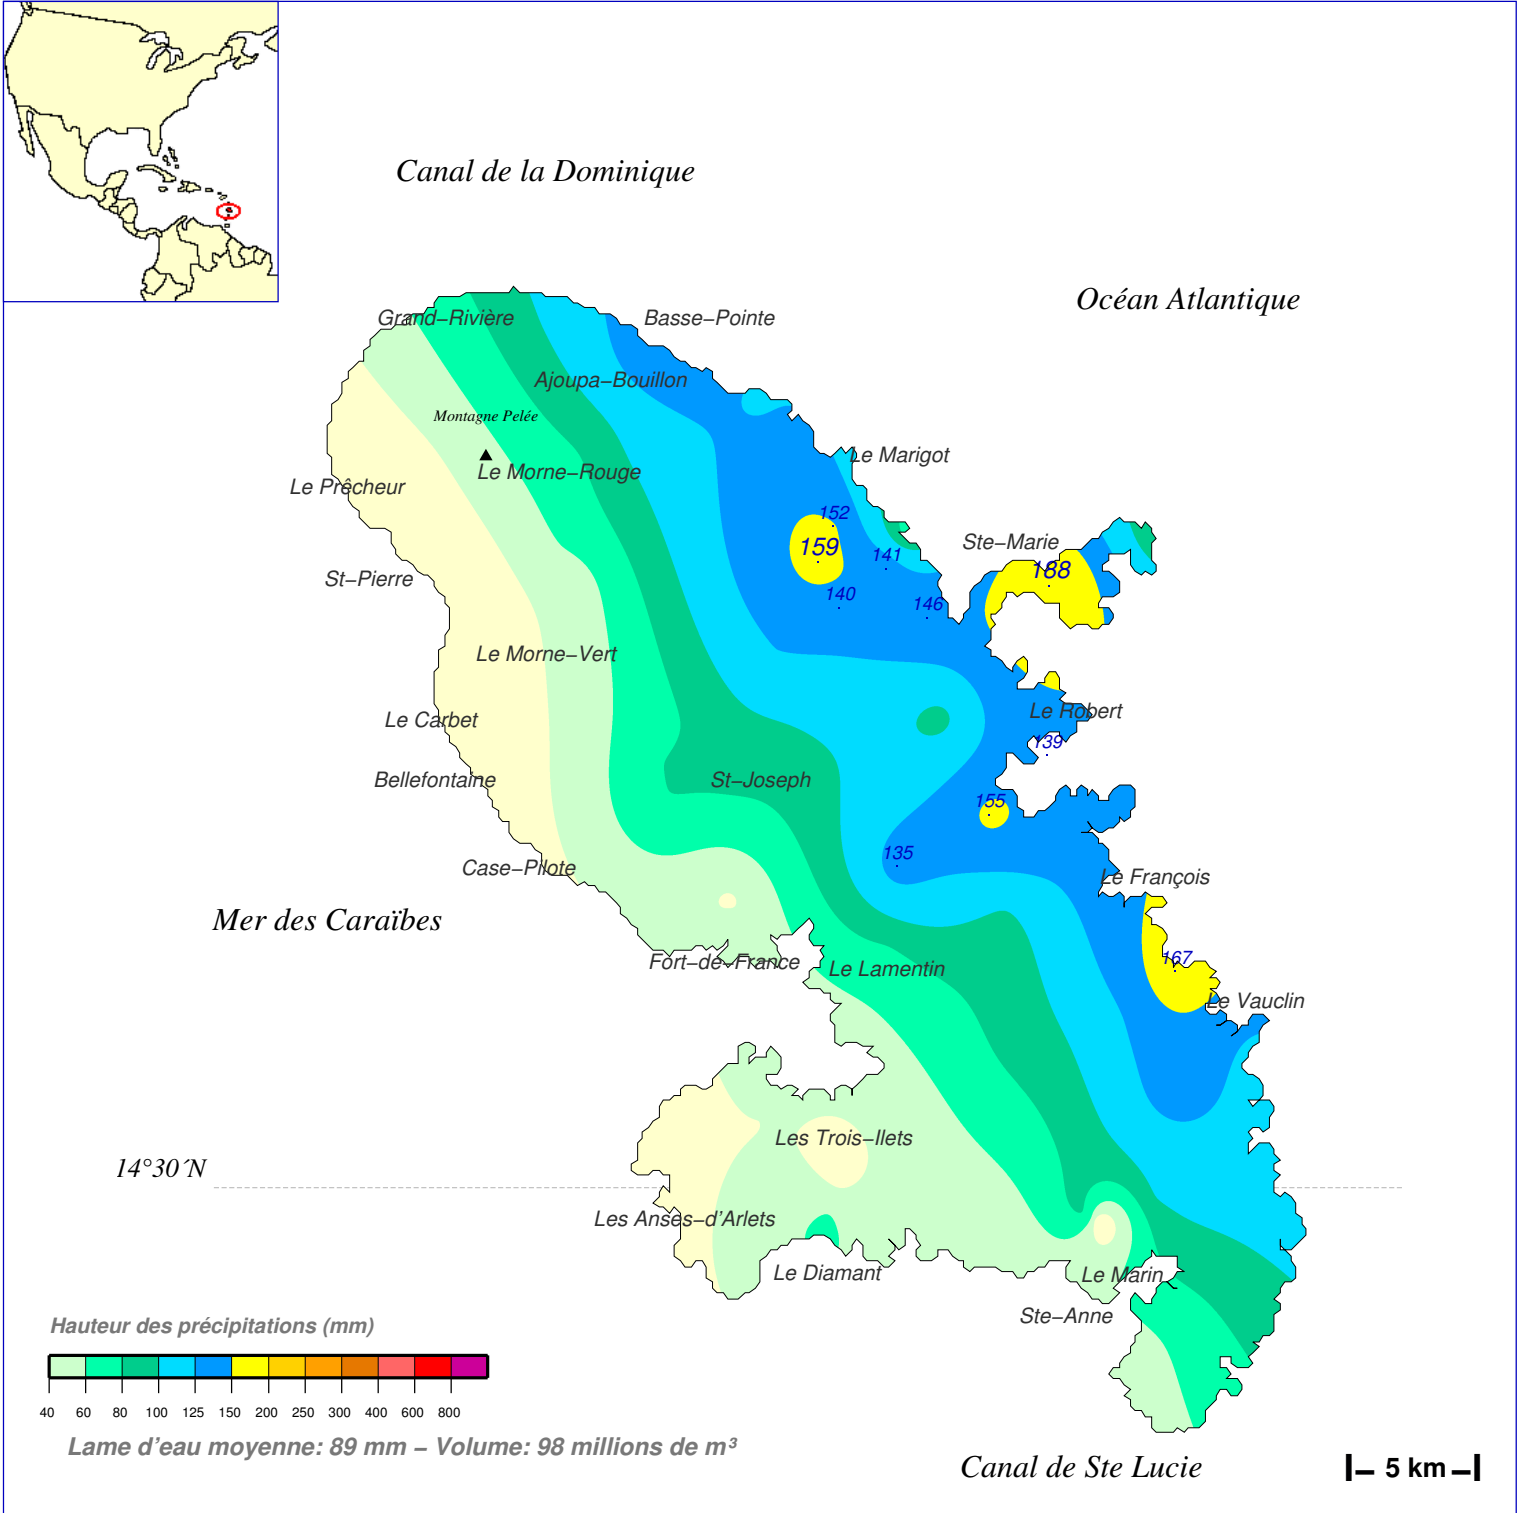 Canal de la Dominique
Océan Atlantique
Grand–Rivière
Basse–Pointe
Ajoupa–Bouillon
Montagne Pelée
Le Marigot
Le Morne–Rouge
Le Prêcheur
152
Ste–Marie
159
141
188
St–Pierre
140
146
Le Morne–Vert
Le Robert
Le Carbet
139
Bellefontaine
St–Joseph
155
135
Case–Pilote
Le François
Mer des Caraïbes
167
Fort–de–France
Le Lamentin
Le Vauclin
Les Trois–Ilets
14°30´N
Les Anses–d'Arlets
Le Diamant
Le Marin
Ste–Anne
Hauteur des précipitations (mm)
40 60 80 100 125 150 200 250 300 400 600 800
Lame d'eau moyenne: 89 mm – Volume: 98 millions de m³
Canal de Ste Lucie
5 km